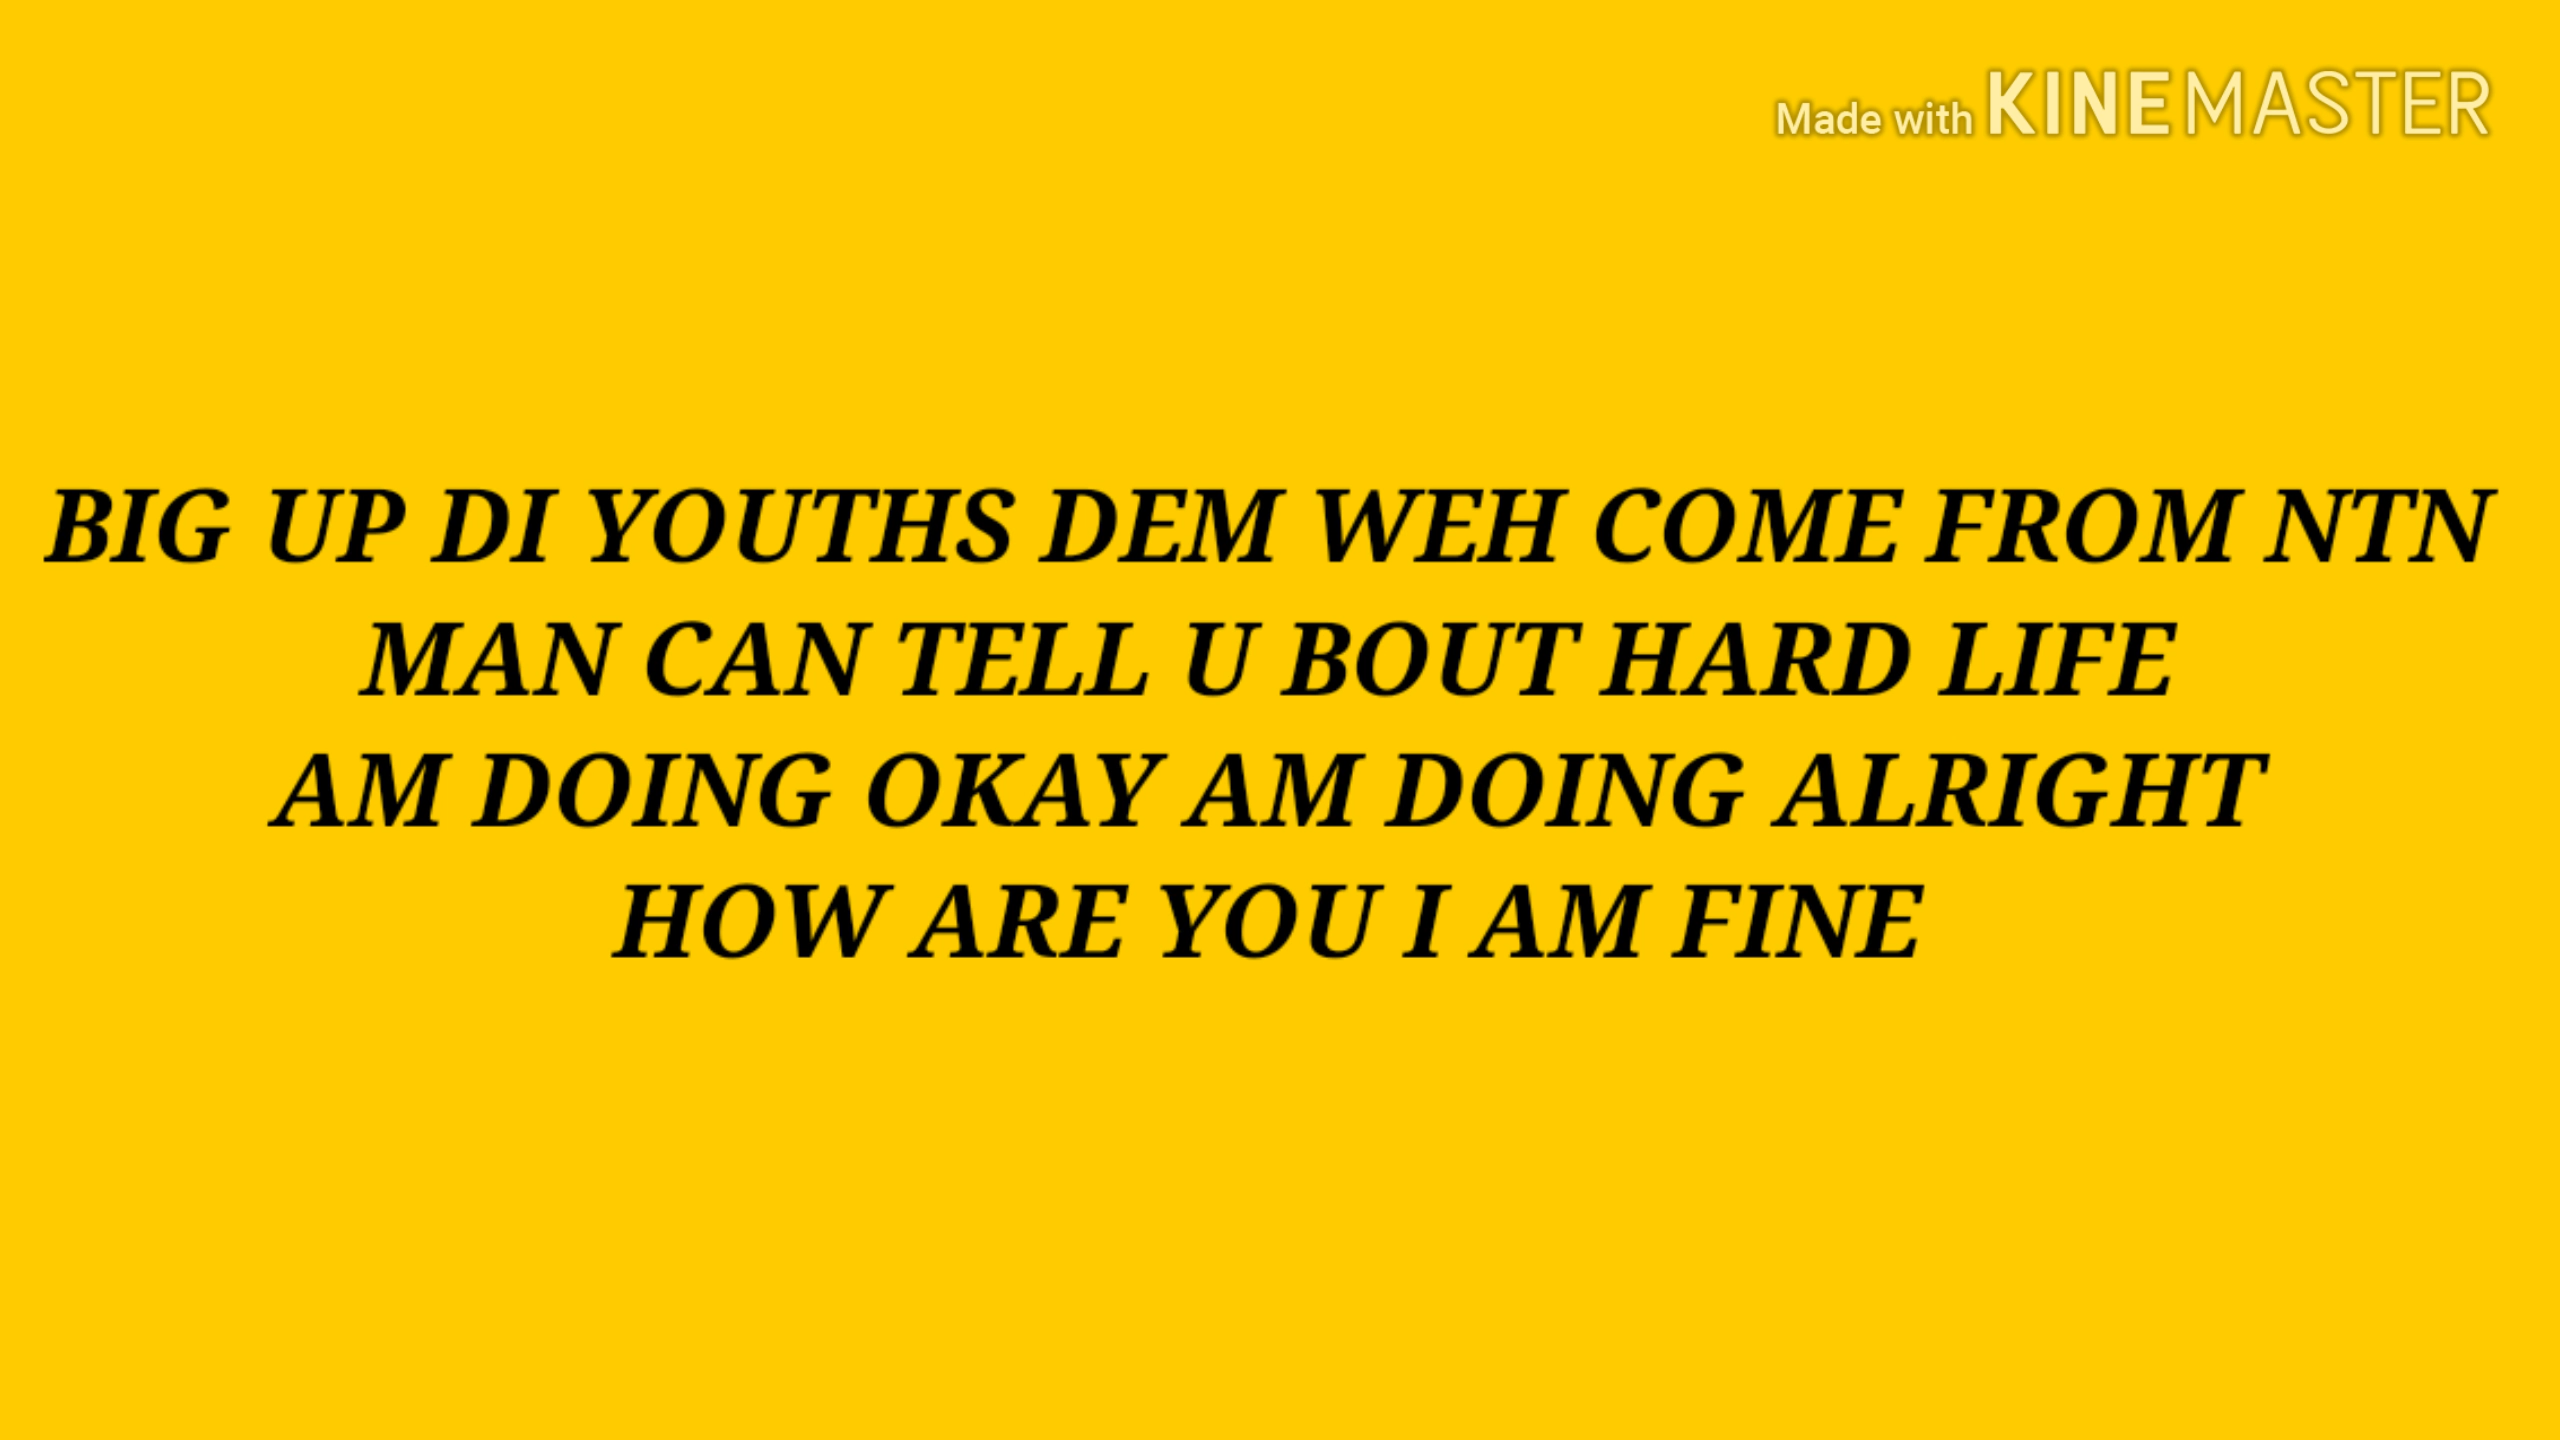 Made with KINEMASTER
BIG UP DI YOUTHS DEM WEH COME FROM NTN
MAN CAN TELL U BOUT HARD LIFE
AM DOING OKAY AM DOING ALRIGHT
HOW ARE YOU I AM FINE